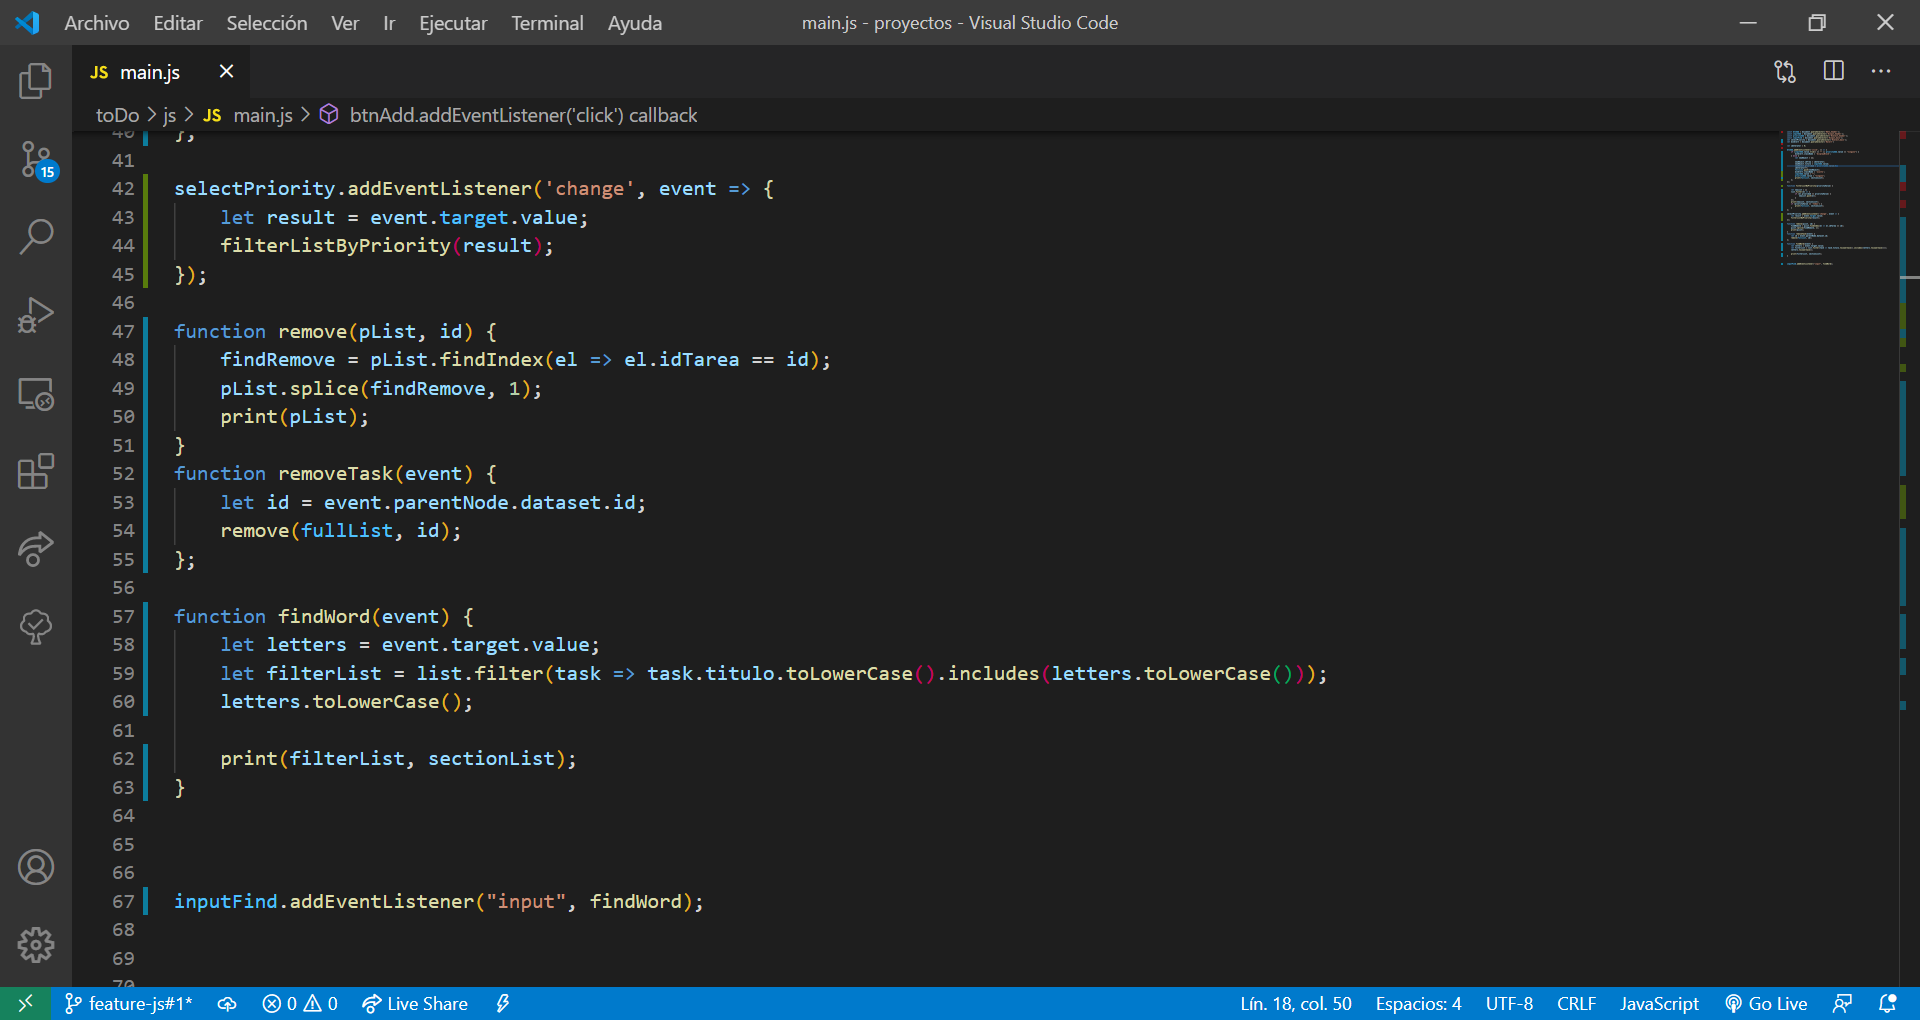 Archivo Editar Selección Ver Ir Ejecutar Terminal Ayuda main.js - proyectos - Visual Studio Code
JS main.js
toDo > js > JS main.js > btnAdd.addEventListener('click') callback
40 };
41
42 selectPriority.addEventListener('change', event => {
43 let result = event.target.value;
44 filterListByPriority(result);
45 });
46
47 function remove(pList, id) {
48 findRemove = pList.findIndex(el => el.idTarea == id);
49 pList.splice(findRemove, 1);
50 print(pList);
51 }
52 function removeTask(event) {
53 let id = event.parentNode.dataset.id;
54 remove(fullList, id);
55 };
56
57 function findWord(event) {
58 let letters = event.target.value;
59 let filterList = list.filter(task => task.titulo.toLowerCase().includes(letters.toLowerCase()));
60 letters.toLowerCase();
61
62 print(filterList, sectionList);
63 }
64
65
66
67 inputFind.addEventListener("input", findWord);
68
69
70
15
feature-js#1* 0 0 Live Share Lín. 18, col. 50 Espacios: 4 UTF-8 CRLF JavaScript Go Live